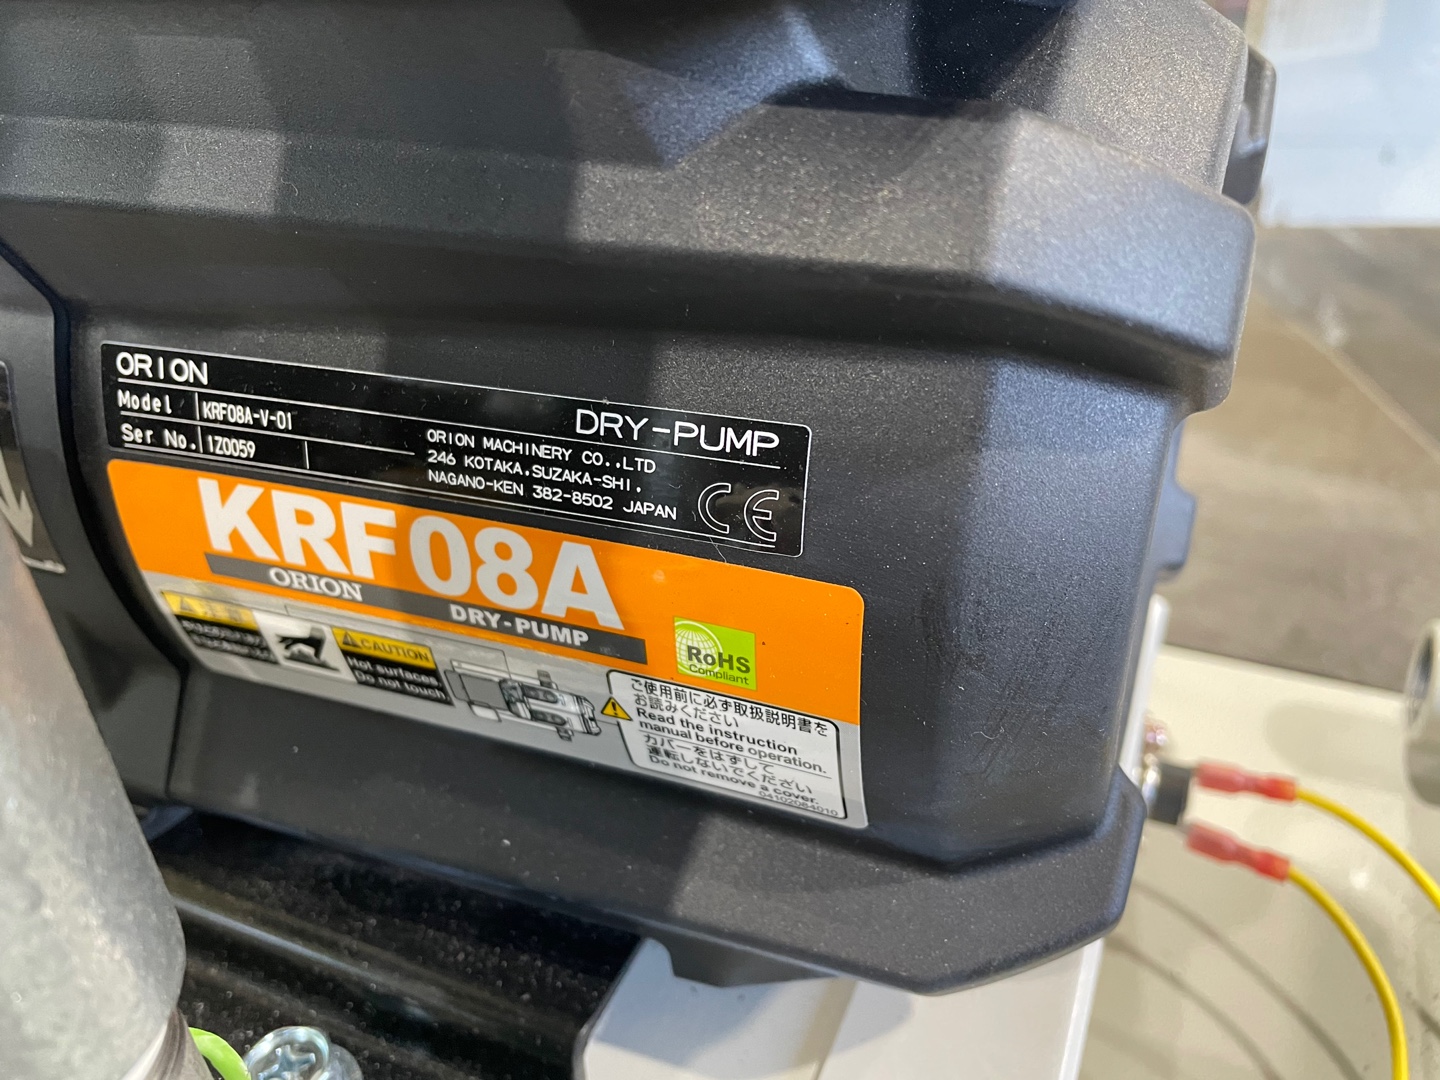 ORION
DRY-PUMP
Model KRF08A-V-01
Ser No. 1Z0059
ORION MACHINERY CO.,LTD
246 KOTAKA.SUZAKA-SHI.
NAGANO-KEN 382-8502 JAPAN
CE
KRF08A
ORION DRY-PUMP
RoHS
Compliant
注意
CAUTION
Hot surfaces
Do not touch
ご使用前に必ず取扱説明書を
お読みください
Read the instruction
manual before operation.
カバーをはずして
運転しないでください
Do not remove a cover.
04102084010